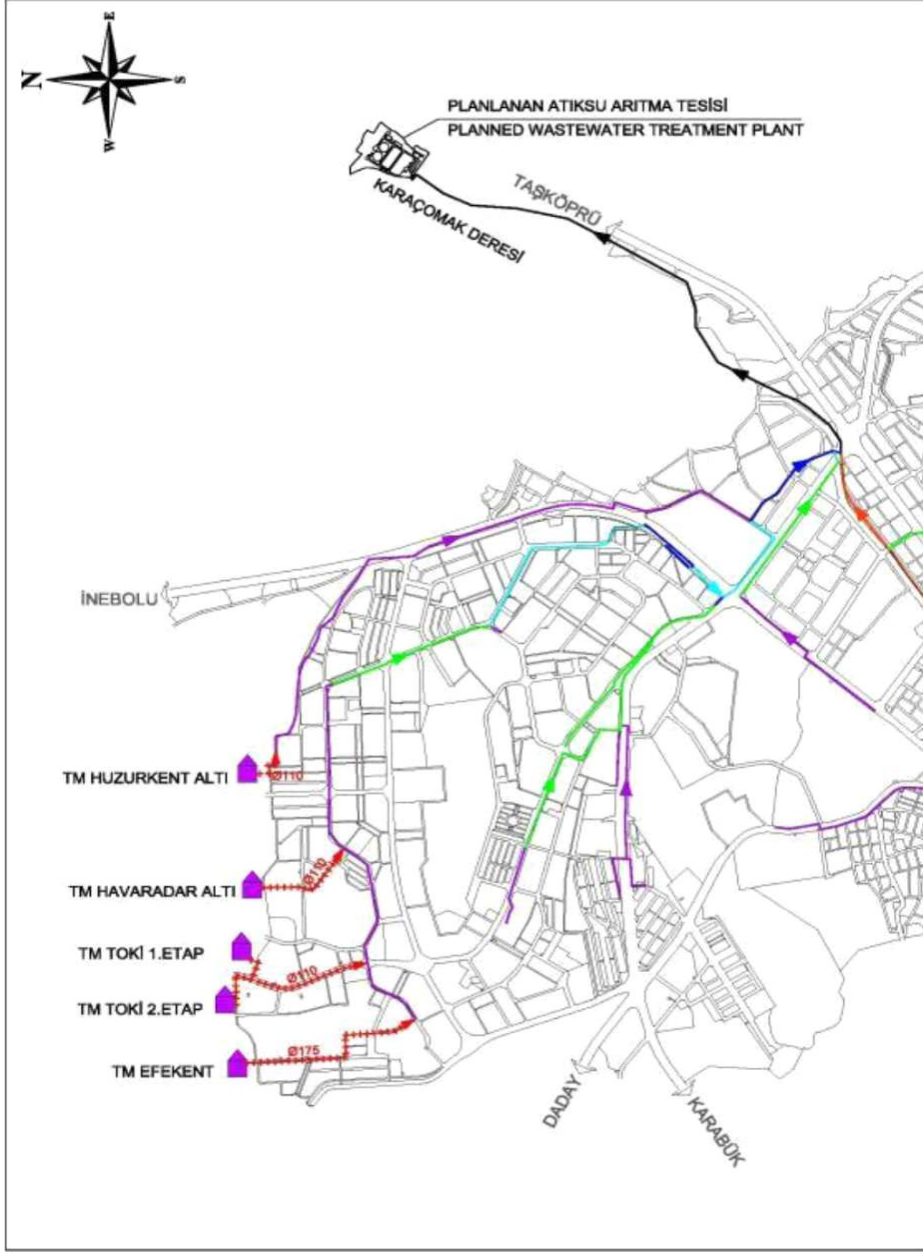 E
N
S
W
PLANLANAN ATIKSU ARITMA TESİSİ
PLANNED WASTEWATER TREATMENT PLANT
KARAÇOMAK DERESİ
TAŞKÖPRÜ
İNEBOLU
TM HUZURKENT ALTI
Ø110
TM HAVARADAR ALTI
Ø110
TM TOKİ 1.ETAP
Ø110
TM TOKİ 2.ETAP
Ø175
TM EFEKENT
DADAY
KARABÜK